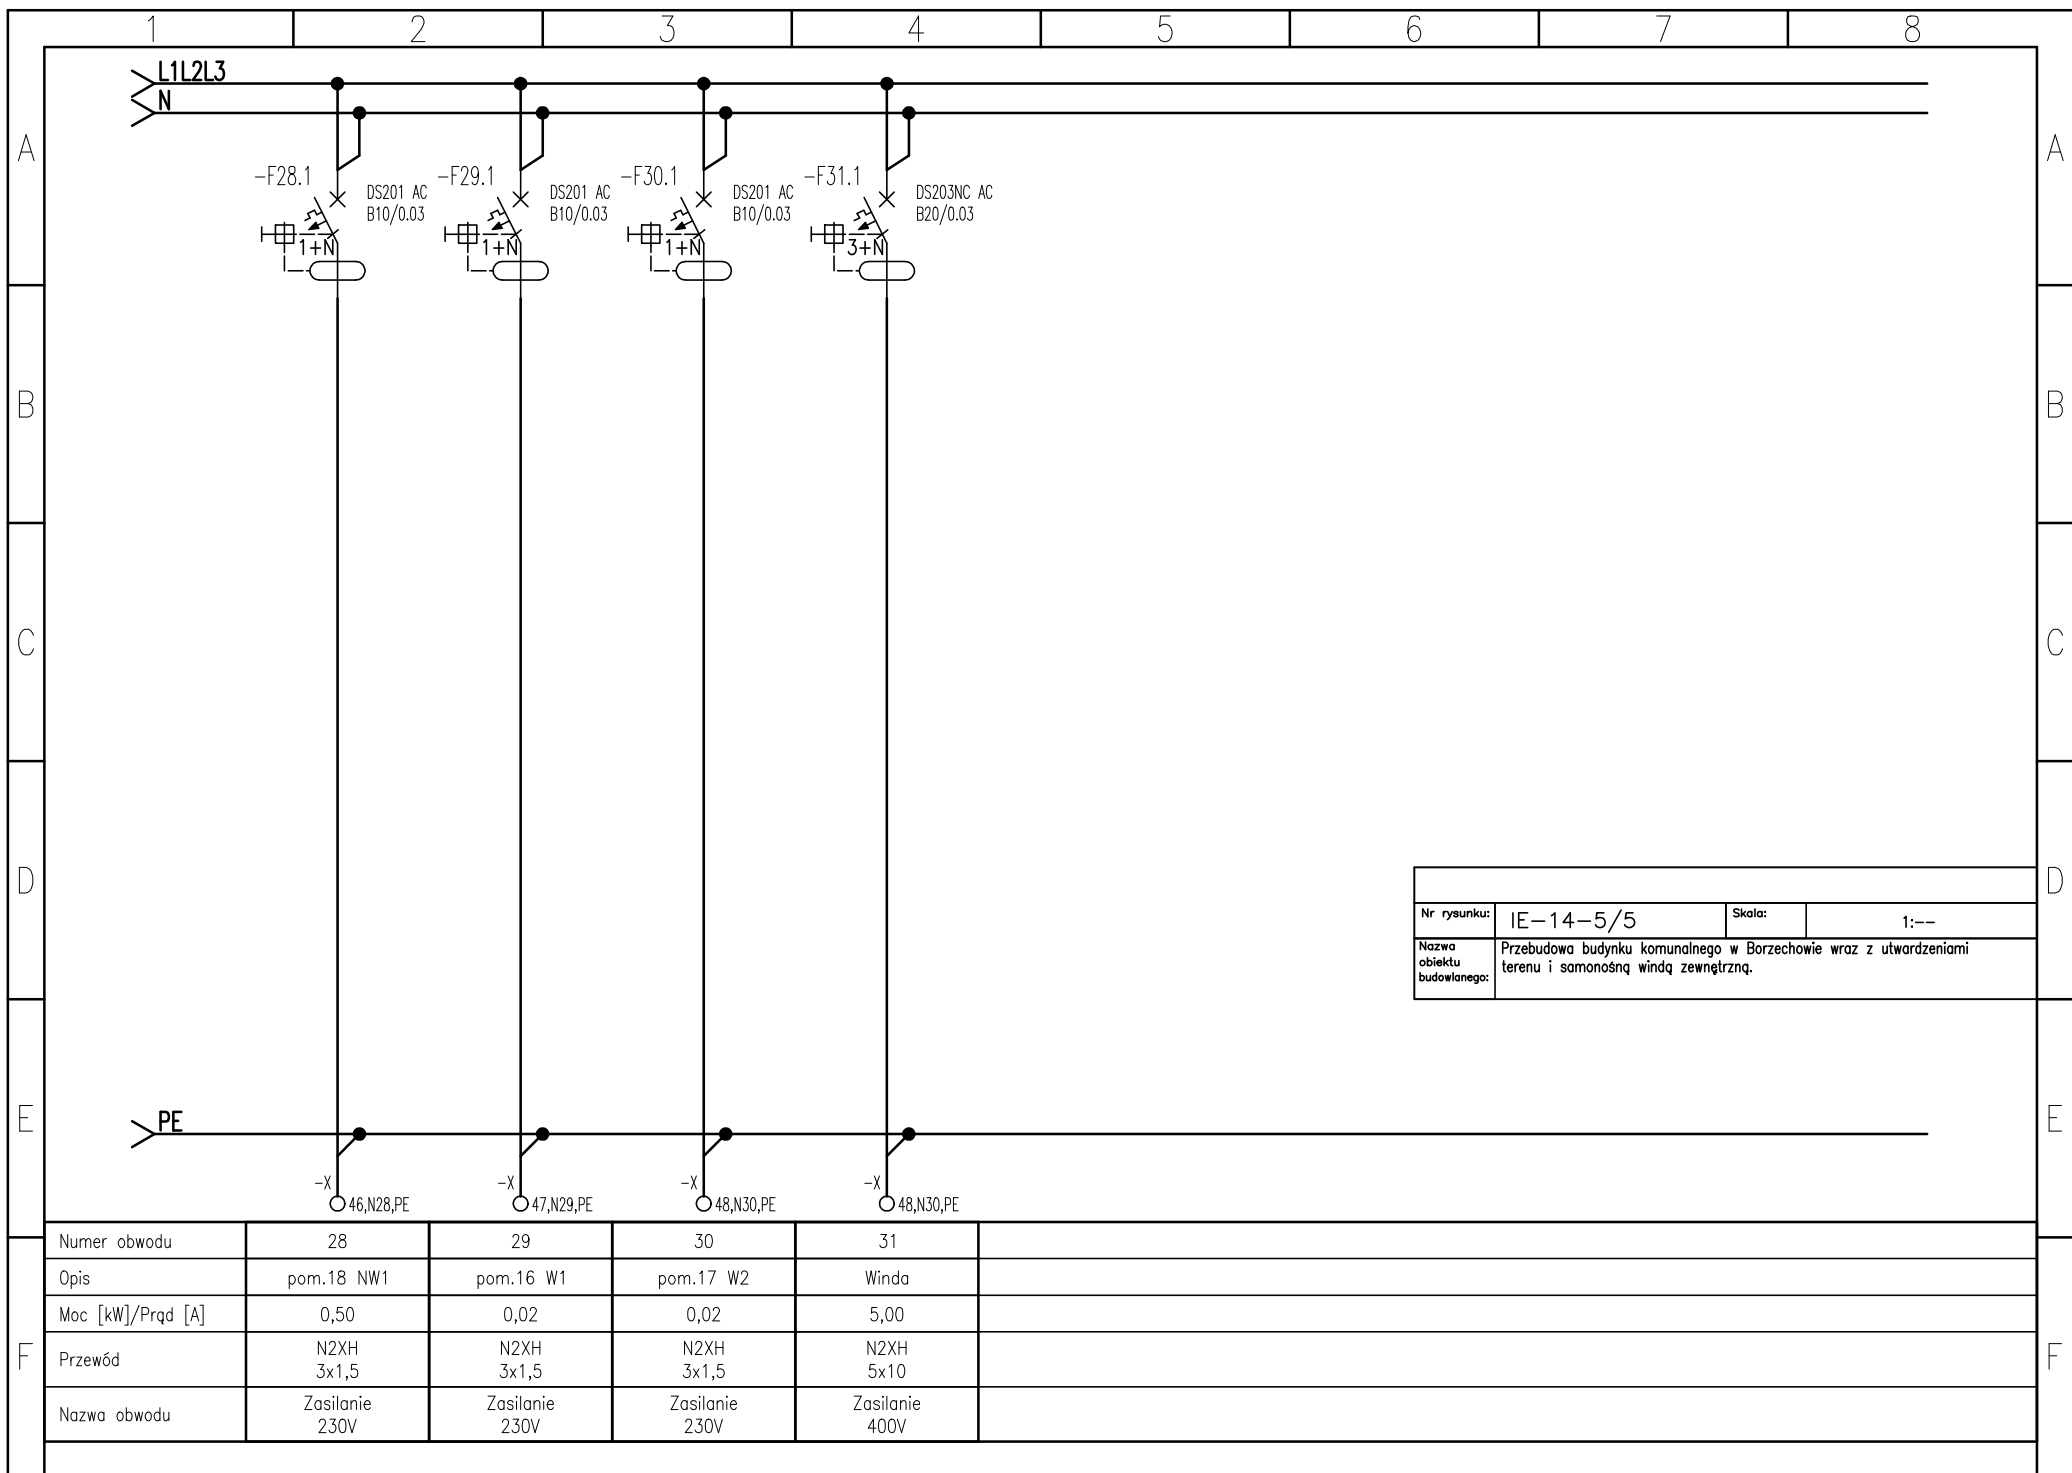 1 2 3 4 5 6 7 8
L1L2L3
N
A A
-F28.1 -F29.1 -F30.1 -F31.1
DS201 AC DS201 AC DS201 AC DS203NC AC
B10/0.03 B10/0.03 B10/0.03 B20/0.03
1+N 1+N 1+N 3+N
B B
C C
D D
Nr rysunku: IE-14-5/5 Skala: 1:--
Nazwa obiektu budowlanego: Przebudowa budynku komunalnego w Borzechowie wraz z utwardzeniami
terenu i samonośną windą zewnętrzną.
E E
PE
-X -X -X -X
46,N28,PE 47,N29,PE 48,N30,PE 48,N30,PE
Numer obwodu 28 29 30 31
Opis pom.18 NW1 pom.16 W1 pom.17 W2 Winda
Moc [kW]/Prąd [A] 0,50 0,02 0,02 5,00
F F
Przewód N2XH N2XH N2XH N2XH
3x1,5 3x1,5 3x1,5 5x10
Nazwa obwodu Zasilanie Zasilanie Zasilanie Zasilanie
230V 230V 230V 400V